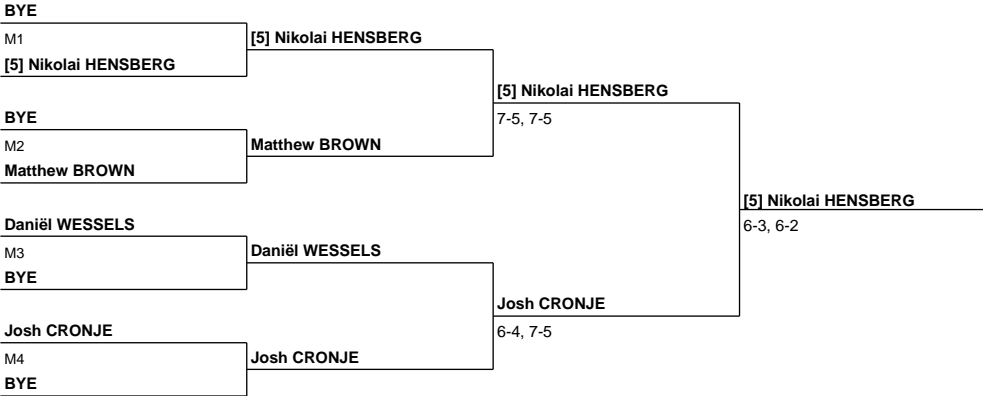 BYE
M1
[5] Nikolai HENSBERG
BYE
M2
Matthew BROWN
Daniël WESSELS
M3
BYE
Josh CRONJE
M4
BYE
[5] Nikolai HENSBERG
Matthew BROWN
Daniël WESSELS
Josh CRONJE
[5] Nikolai HENSBERG
7-5, 7-5
Josh CRONJE
6-4, 7-5
[5] Nikolai HENSBERG
6-3, 6-2